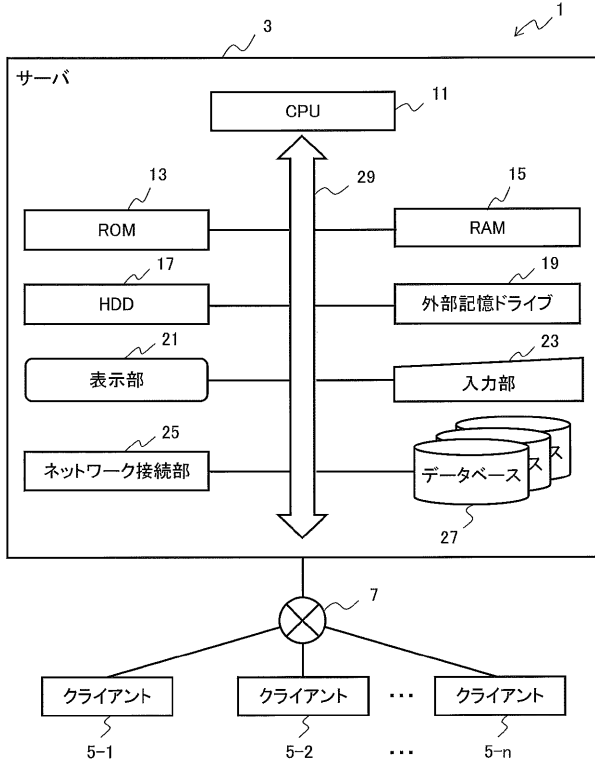 1
3
サーバ
CPU
11
29
13
ROM
15
RAM
17
HDD
19
外部記憶ドライブ
21
表示部
23
入力部
25
ネットワーク接続部
データベース
ス
ス
27
7
クライアント
クライアント
･･･
クライアント
5-1
5-2
･･･
5-n